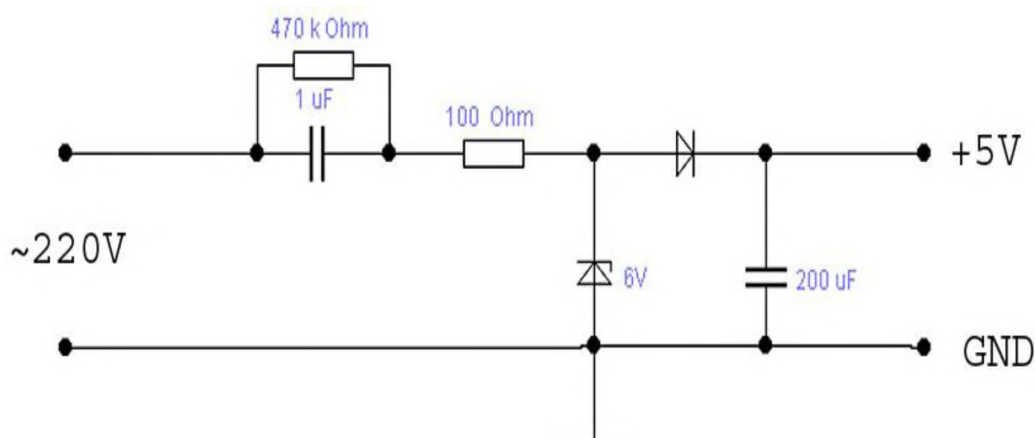 470 k Ohm
1 uF
100 Ohm
+5V
~220V
6V
200 uF
GND